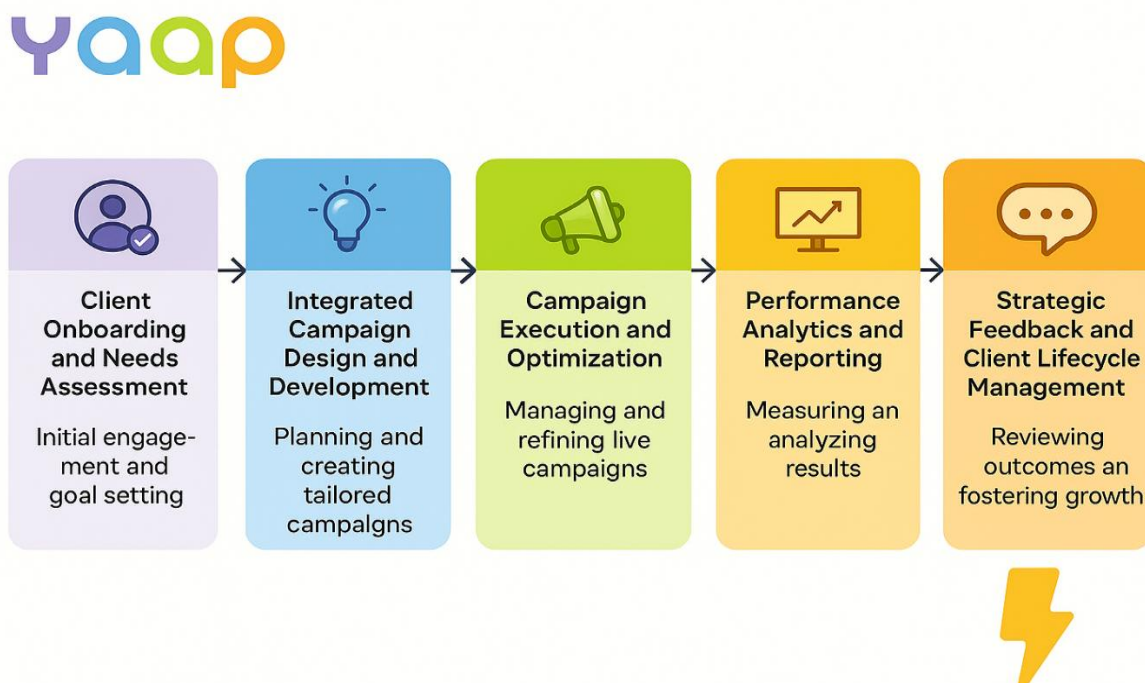 yaap
Client
Onboarding
and Needs
Assessment
Initial engage-
ment and
goal setting
Integrated
Campaign
Design and
Development
Planning and
creating
tailored
campalgns
Campaign
Execution and
Optimization
Managing and
refining live
campaigns
Performance
Analytics and
Reporting
Measuring an
analyzing
results
Strategic
Feedback and
Client Lifecycle
Management
Reviewing
outcomes an
fostering growth